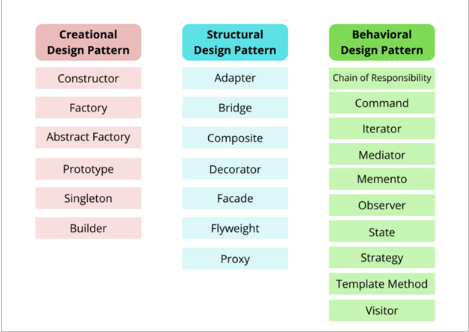 Creational
Design Pattern
Constructor
Factory
Abstract Factory
Prototype
Singleton
Builder
Structural
Design Pattern
Adapter
Bridge
Composite
Decorator
Facade
Flyweight
Proxy
Behavioral
Design Pattern
Chain of Responsibility
Command
Iterator
Mediator
Memento
Observer
State
Strategy
Template Method
Visitor